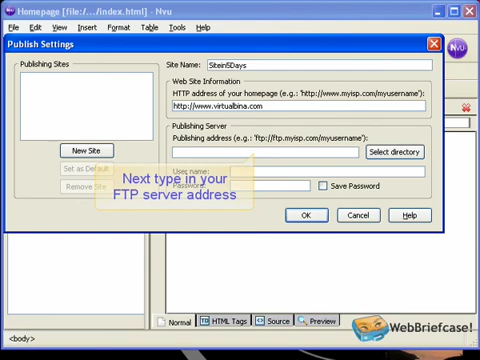 Homepage [file:/.../index.html] - Nvu
File Edit View Insert Format Table Tools Help
Publish Settings
Publishing Sites
Site Name: Sitein5Days
Web Site Information
HTTP address of your homepage (e.g.: 'http://www.myisp.com/myusername'):
http://www.virtualbina.com
Publishing Server
Publishing address (e.g.: 'ftp://ftp.myisp.com/myusername'):
New Site
Select directory
Set as Default
User name:
Next type in your
FTP server address
Remove Site
Password:
Save Password
OK Cancel Help
Normal HTML Tags Source Preview
WebBriefcase!
<body>